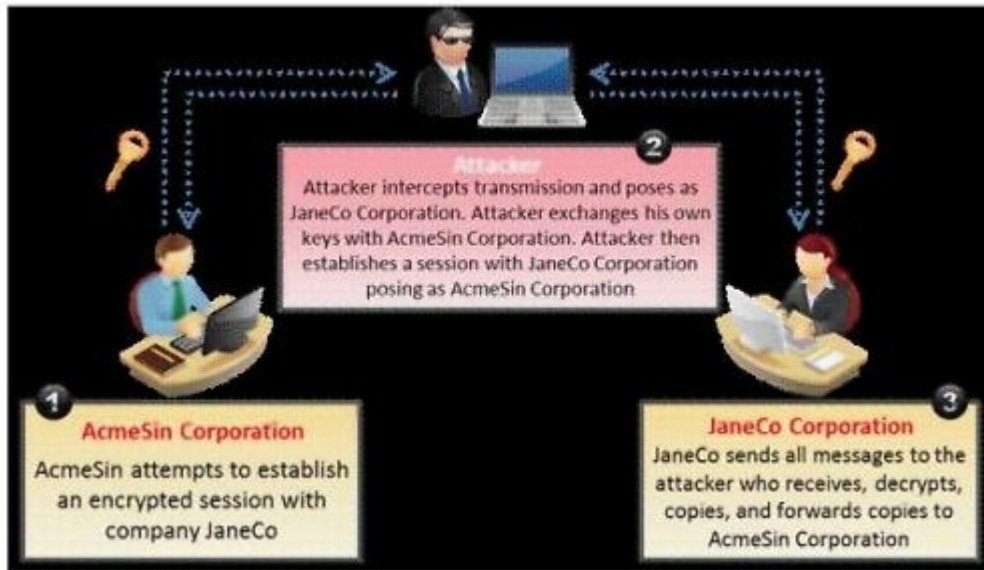 2
Attacker
Attacker intercepts transmission and poses as
JaneCo Corporation. Attacker exchanges his own
keys with AcmeSin Corporation. Attacker then
establishes a session with JaneCo Corporation
posing as AcmeSin Corporation
1
AcmeSin Corporation
AcmeSin attempts to establish
an encrypted session with
company JaneCo
3
JaneCo Corporation
JaneCo sends all messages to the
attacker who receives, decrypts,
copies, and forwards copies to
AcmeSin Corporation